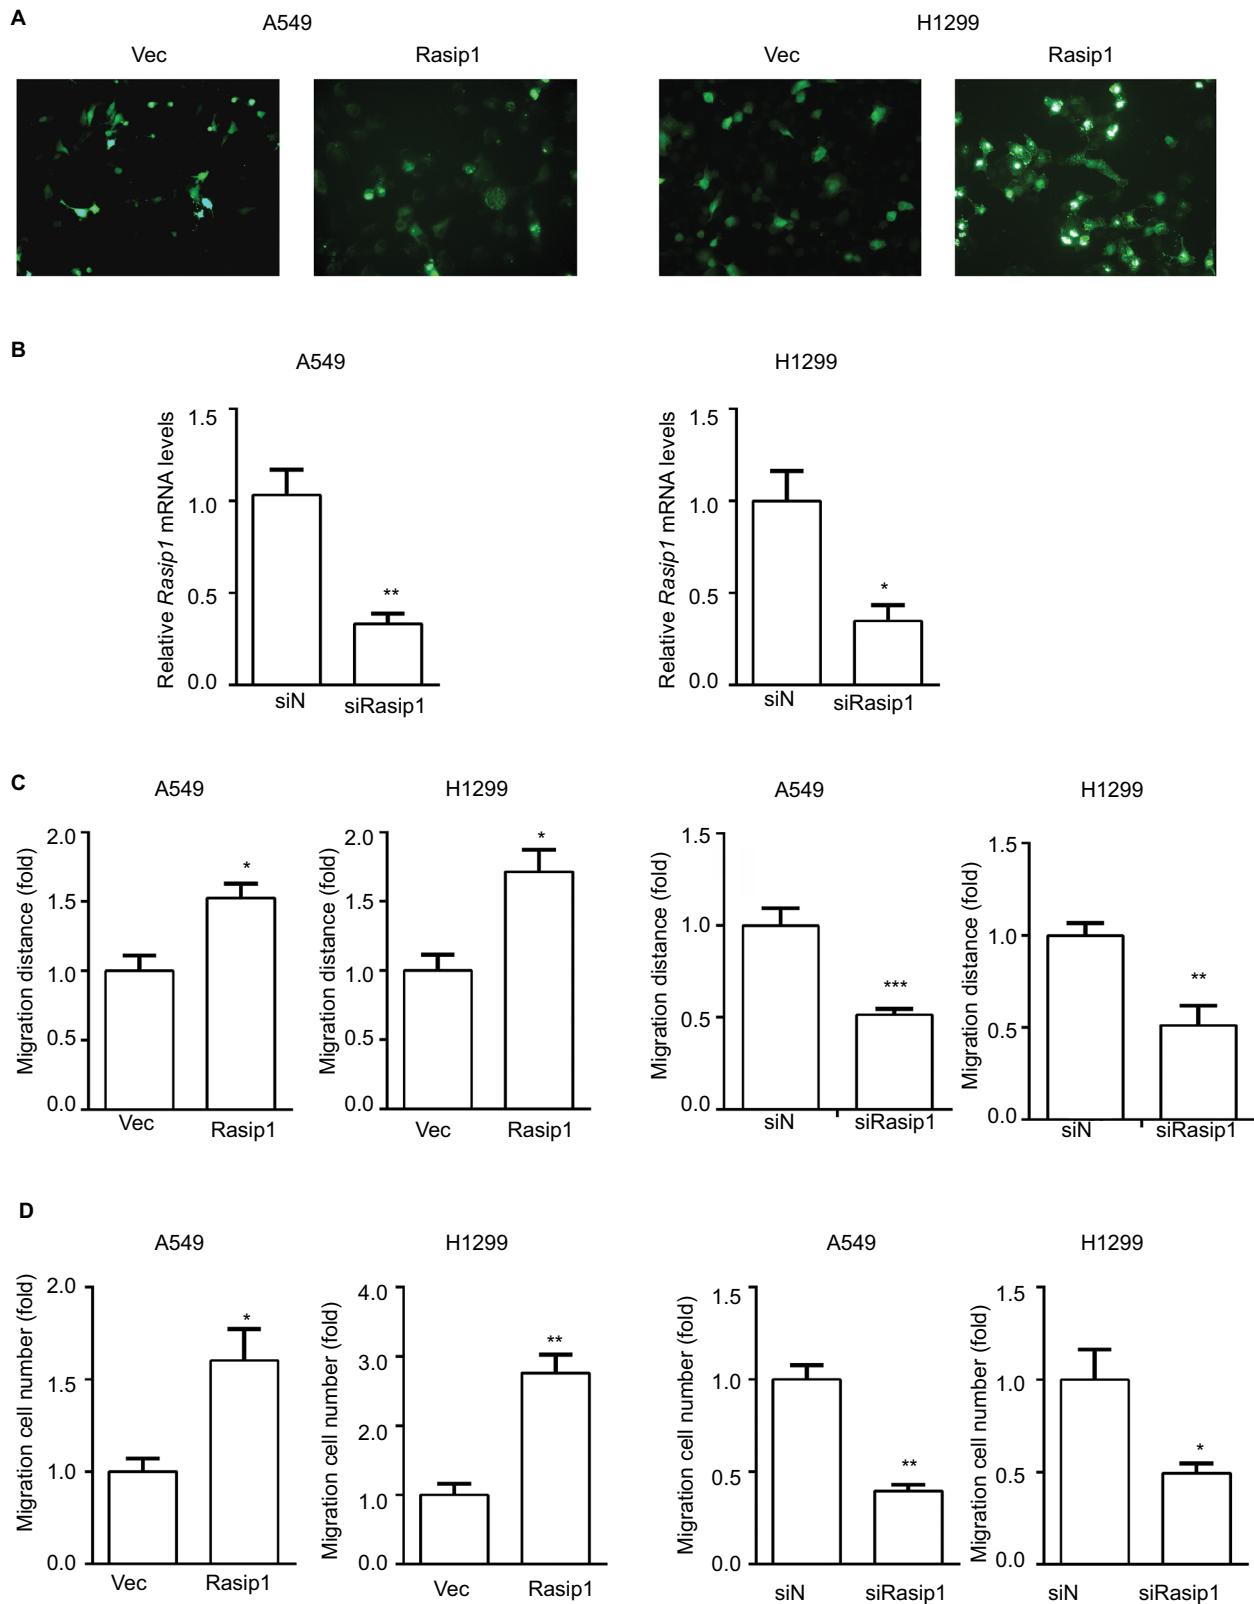 A
A549
H1299
Vec
Rasip1
Vec
Rasip1
B
A549
H1299
Relative Rasip1 mRNA levels
1.5
1.0
0.5
0.0
**
siN
siRasip1
Relative Rasip1 mRNA levels
1.5
1.0
0.5
0.0
*
siN
siRasip1
C
A549
Migration distance (fold)
2.0
1.5
1.0
0.5
0.0
*
Vec
Rasip1
H1299
Migration distance (fold)
2.0
1.5
1.0
0.5
0.0
*
Vec
Rasip1
A549
Migration distance (fold)
1.5
1.0
0.5
0.0
***
siN
siRasip1
H1299
Migration distance (fold)
1.5
1.0
0.5
0.0
**
siN
siRasip1
D
A549
Migration cell number (fold)
2.0
1.5
1.0
0.0
*
Vec
Rasip1
H1299
Migration cell number (fold)
4.0
3.0
2.0
1.0
0.0
**
Vec
Rasip1
A549
Migration cell number (fold)
1.5
1.0
0.5
0.0
**
siN
siRasip1
H1299
Migration cell number (fold)
1.5
1.0
0.5
0.0
*
siN
siRasip1